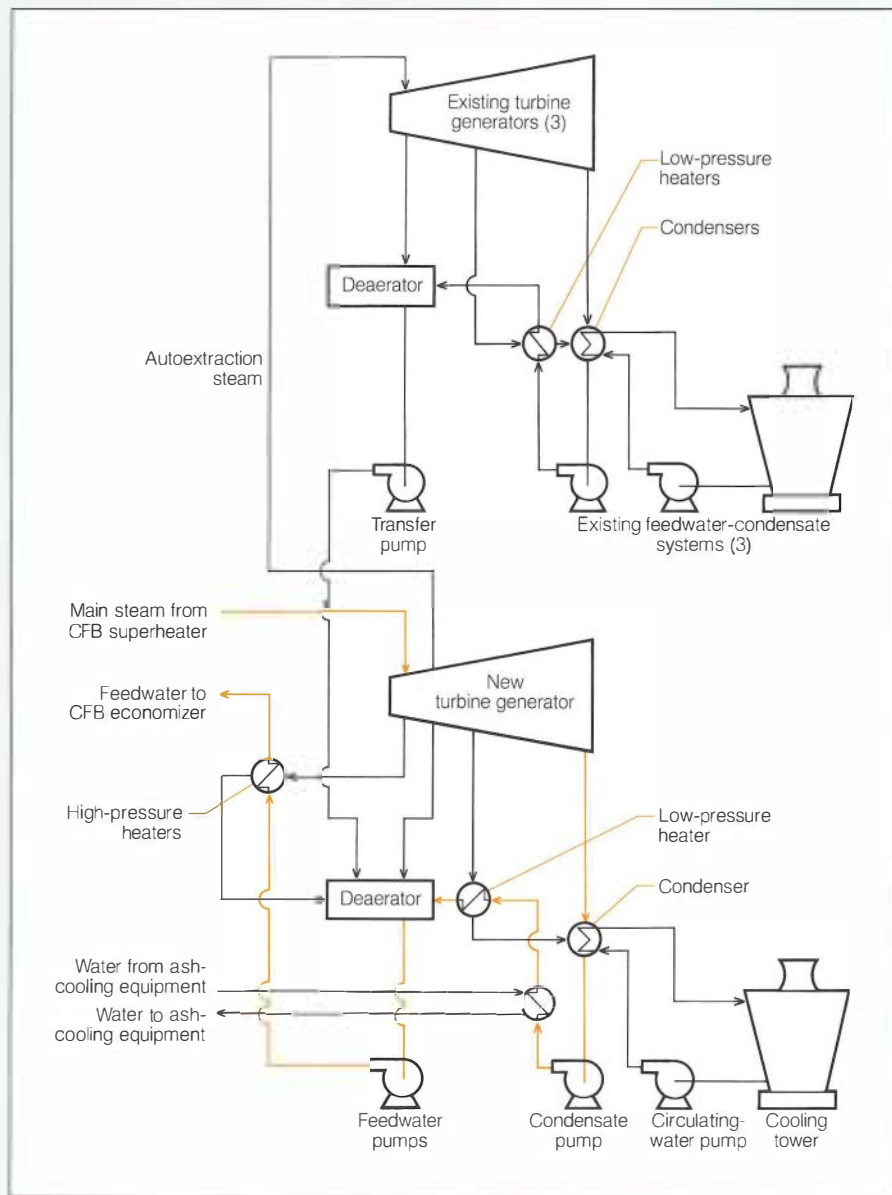 Existing turbine
generators (3)
Low-pressure
heaters
Condensers
Deaerator
Autoextraction
steam
Transfer
pump
Existing feedwater-condensate
systems (3)
Main steam from
CFB superheater
Feedwater to
CFB economizer
New
turbine generator
High-pressure
heaters
Low-pressure
heater
Deaerator
Condenser
Water from ash-
cooling equipment
Water to ash-
cooling equipment
Feedwater
pumps
Condensate
pump
Circulating-
water pump
Cooling
tower